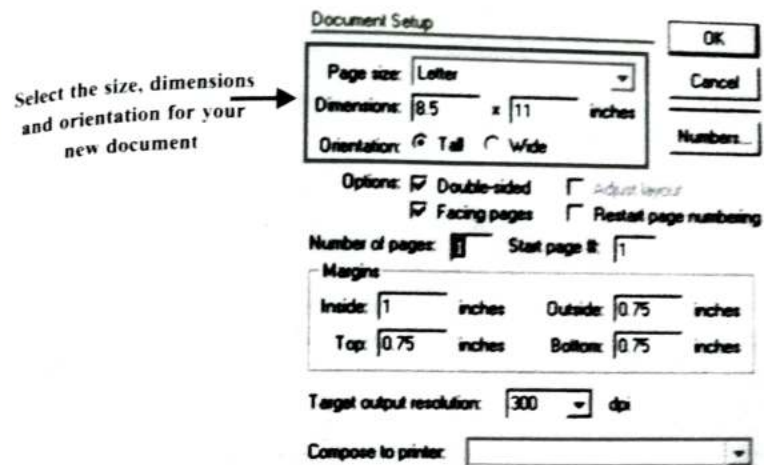 Document Setup
OK
Select the size, dimensions
and orientation for your
new document
Page size: Letter
Cancel
Dimensions: 8.5 x 11 inches
Numbers...
Orientation: Tall Wide
Options: Double-sided Adjust layout
Facing pages Restart page numbering
Number of pages: 1 Start page #: 1
Margins
Inside: 1 inches Outside: 0.75 inches
Top: 0.75 inches Bottom: 0.75 inches
Target output resolution: 300 dpi
Compose to printer: